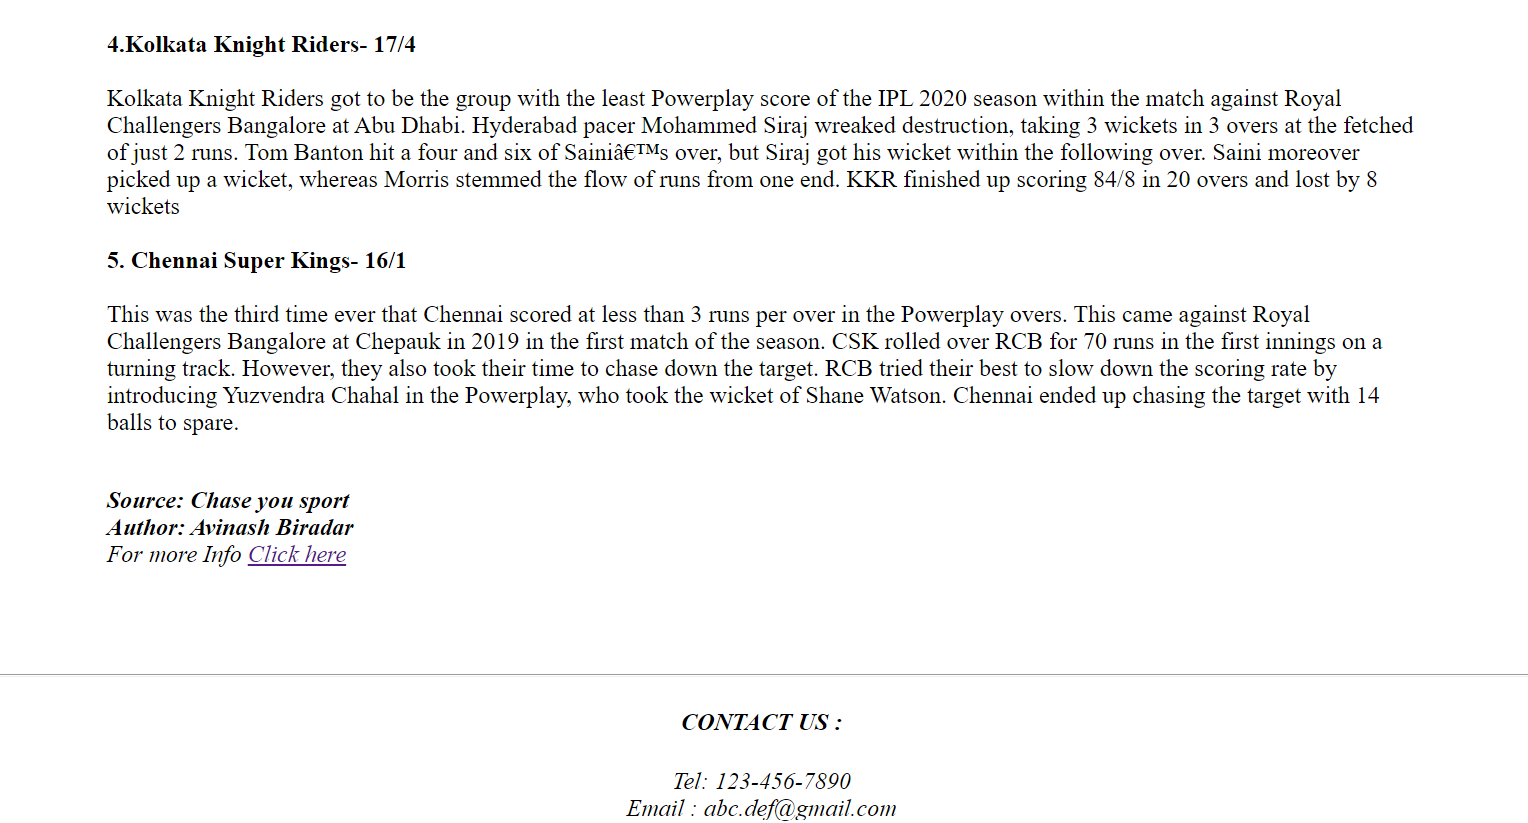 4.Kolkata Knight Riders- 17/4
Kolkata Knight Riders got to be the group with the least Powerplay score of the IPL 2020 season within the match against Royal
Challengers Bangalore at Abu Dhabi. Hyderabad pacer Mohammed Siraj wreaked destruction, taking 3 wickets in 3 overs at the fetched
of just 2 runs. Tom Banton hit a four and six of Sainiâ€™s over, but Siraj got his wicket within the following over. Saini moreover
picked up a wicket, whereas Morris stemmed the flow of runs from one end. KKR finished up scoring 84/8 in 20 overs and lost by 8
wickets
5. Chennai Super Kings- 16/1
This was the third time ever that Chennai scored at less than 3 runs per over in the Powerplay overs. This came against Royal
Challengers Bangalore at Chepauk in 2019 in the first match of the season. CSK rolled over RCB for 70 runs in the first innings on a
turning track. However, they also took their time to chase down the target. RCB tried their best to slow down the scoring rate by
introducing Yuzvendra Chahal in the Powerplay, who took the wicket of Shane Watson. Chennai ended up chasing the target with 14
balls to spare.
Source: Chase you sport
Author: Avinash Biradar
For more Info Click here
CONTACT US :
Tel: 123-456-7890
Email : abc.def@gmail.com